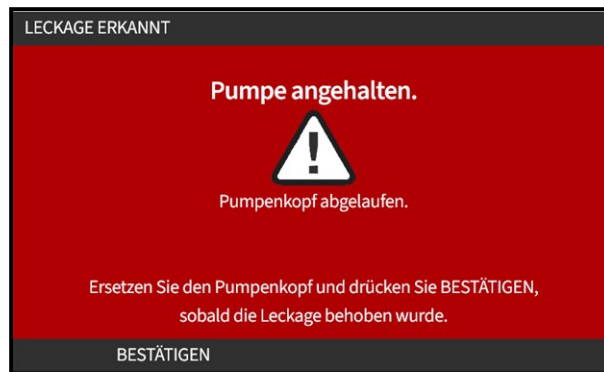 LECKAGE ERKANNT
Pumpe angehalten.
!
Pumpenkopf abgelaufen.
Ersetzen Sie den Pumpenkopf und drücken Sie BESTÄTIGEN,
sobald die Leckage behoben wurde.
BESTÄTIGEN